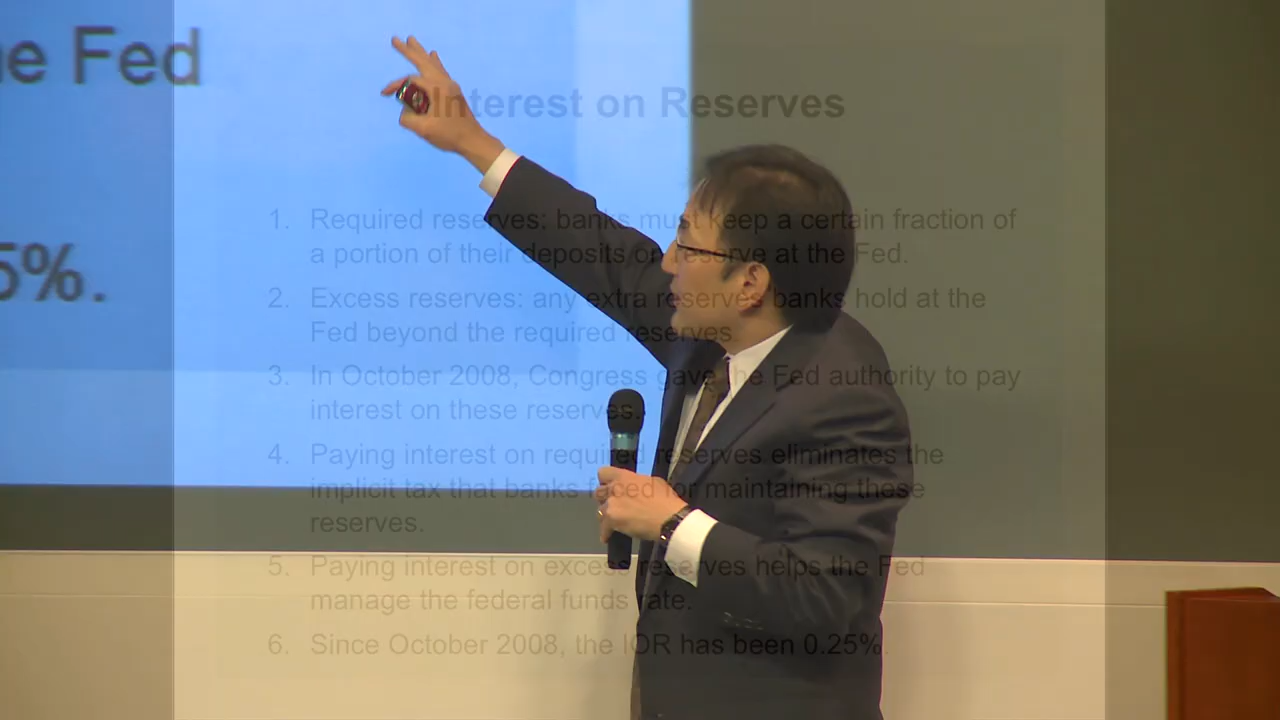 e Fed
5%.
Interest on Reserves
1. Required reserves: banks must keep a certain fraction of
a portion of their deposits on reserve at the Fed.
2. Excess reserves: any extra reserves banks hold at the
Fed beyond the required reserves.
3. In October 2008, Congress gave the Fed authority to pay
interest on these reserves.
4. Paying interest on required reserves eliminates the
implicit tax that banks faced for maintaining these
reserves.
5. Paying interest on excess reserves helps the Fed
manage the federal funds rate.
6. Since October 2008, the IOR has been 0.25%.